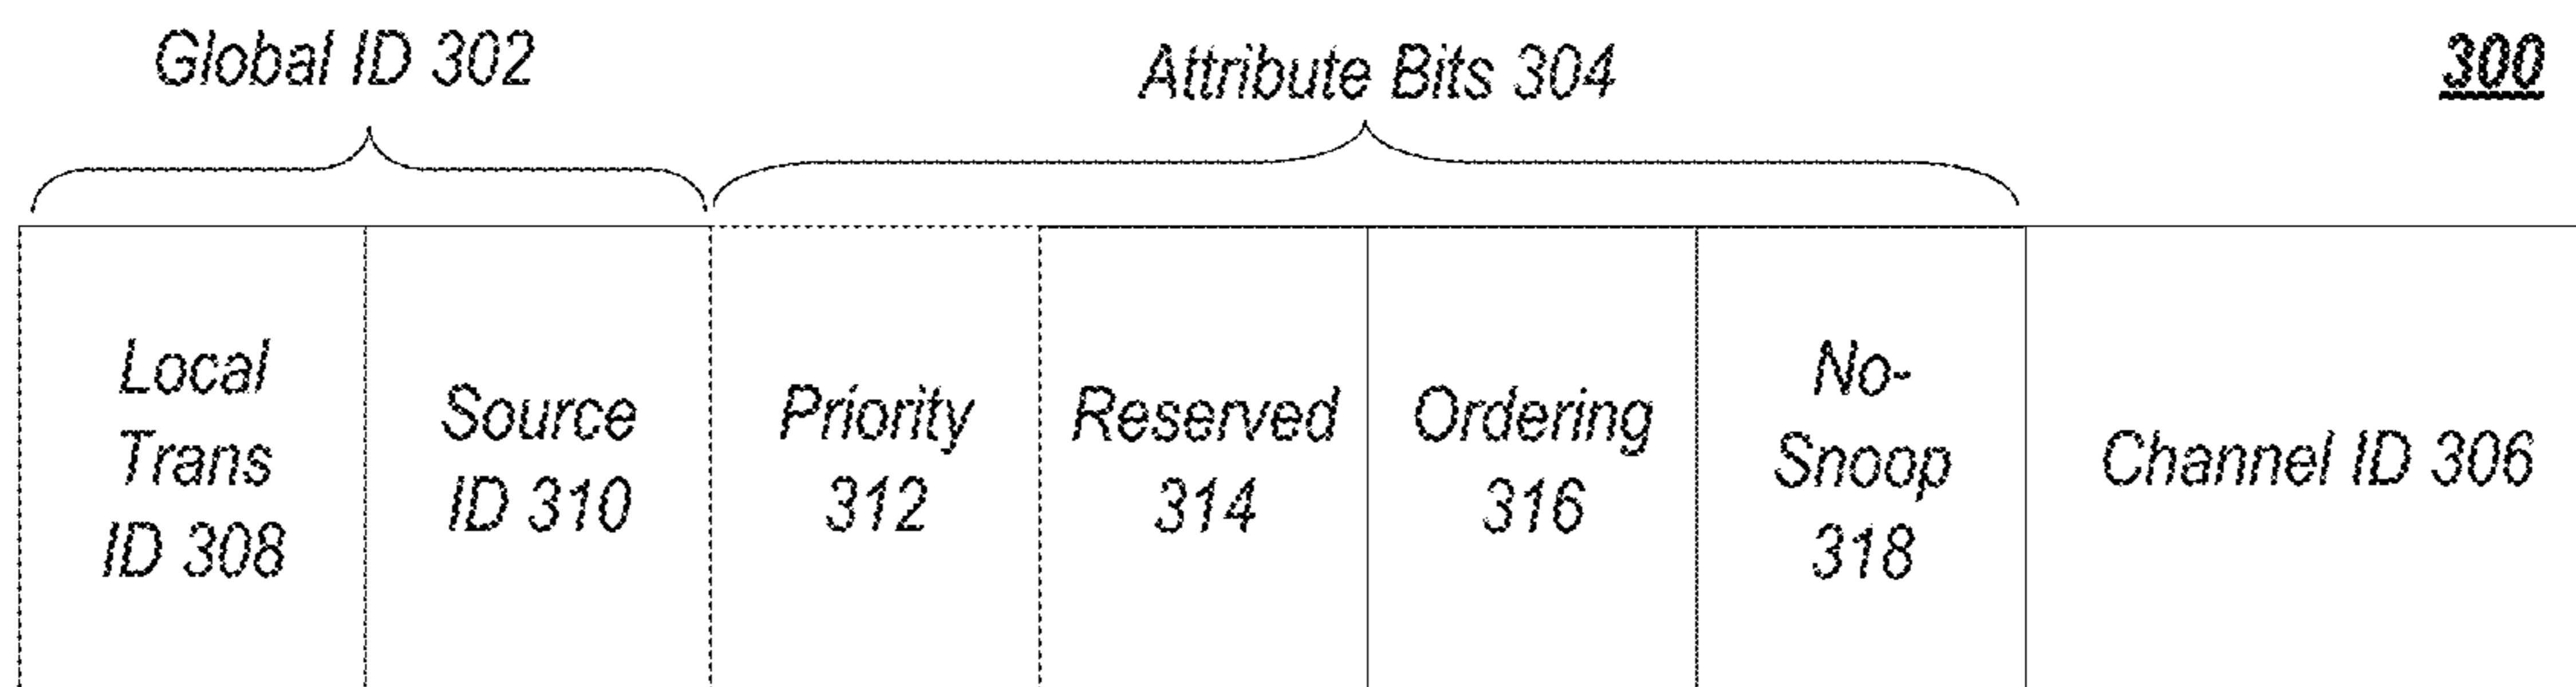 Global ID 302
Attribute Bits 304
300
Local
Trans
ID 308
Source
ID 310
Priority
312
Reserved
314
Ordering
316
No-
Snoop
318
Channel ID 306